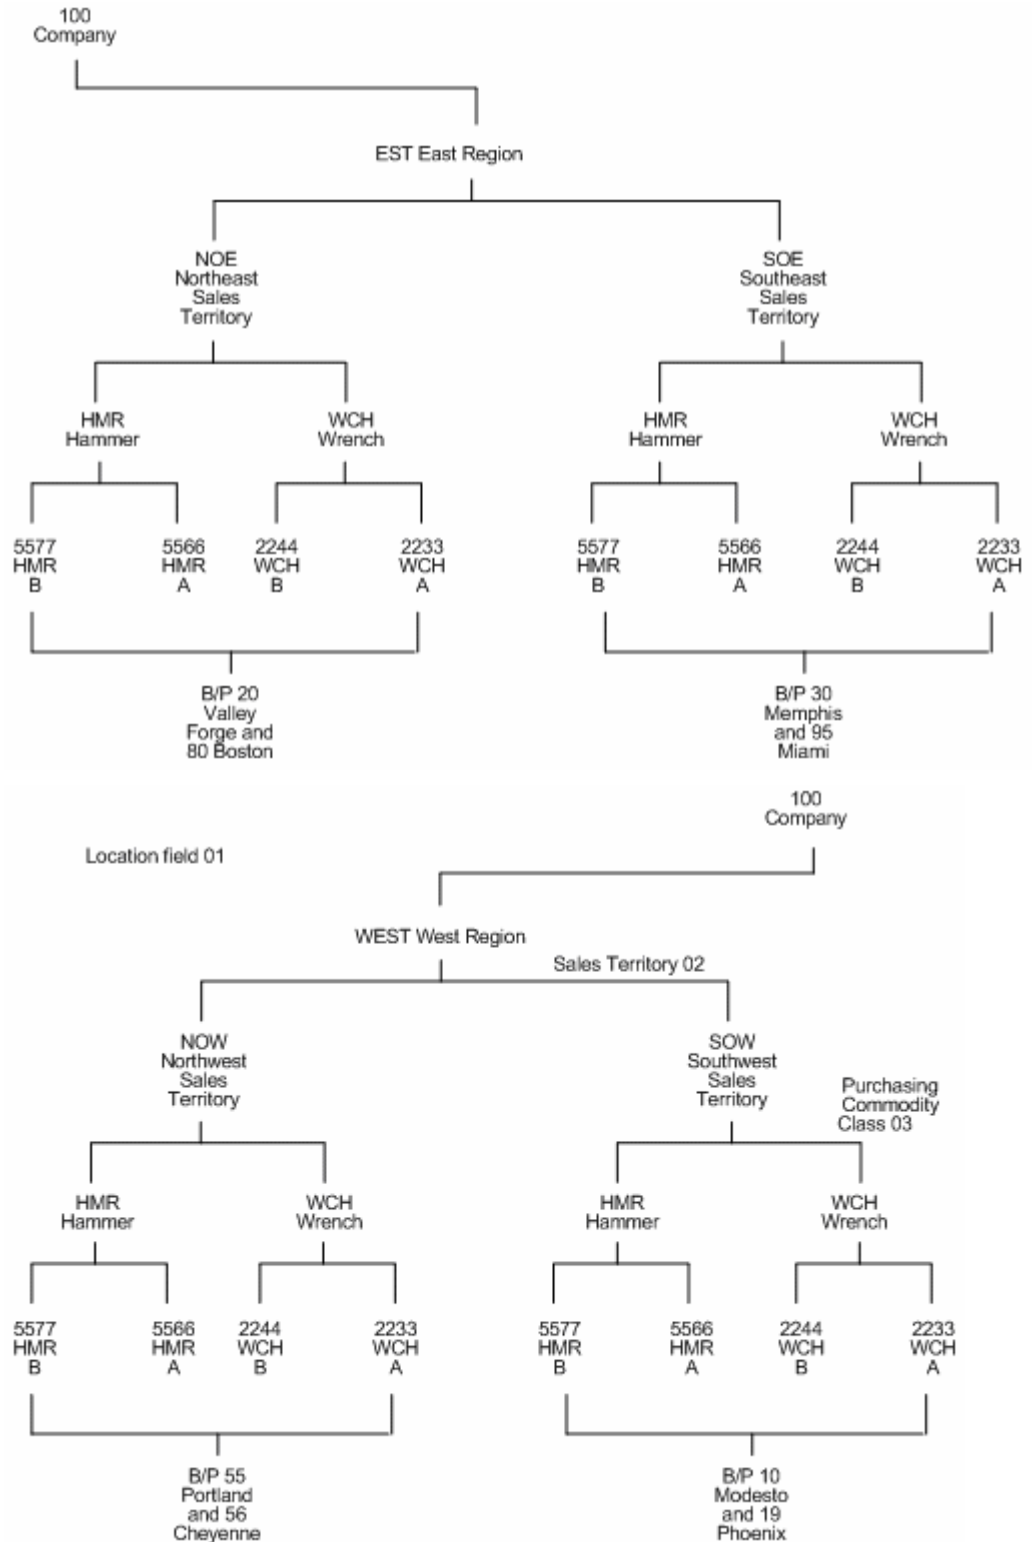 100
Company
EST East Region
NOE
Northeast
Sales
Territory
SOE
Southeast
Sales
Territory
HMR
Hammer
WCH
Wrench
HMR
Hammer
WCH
Wrench
5577
HMR
B
5566
HMR
A
2244
WCH
B
2233
WCH
A
5577
HMR
B
5566
HMR
A
2244
WCH
B
2233
WCH
A
B/P 20
Valley
Forge and
80 Boston
B/P 30
Memphis
and 95
Miami
100
Company
Location field 01
WEST West Region
Sales Territory 02
NOW
Northwest
Sales
Territory
SOW
Southwest
Sales
Territory
Purchasing
Commodity
Class 03
HMR
Hammer
WCH
Wrench
HMR
Hammer
WCH
Wrench
5577
HMR
B
5566
HMR
A
2244
WCH
B
2233
WCH
A
5577
HMR
B
5566
HMR
A
2244
WCH
B
2233
WCH
A
B/P 55
Portland
and 56
Cheyenne
B/P 10
Modesto
and 19
Phoenix